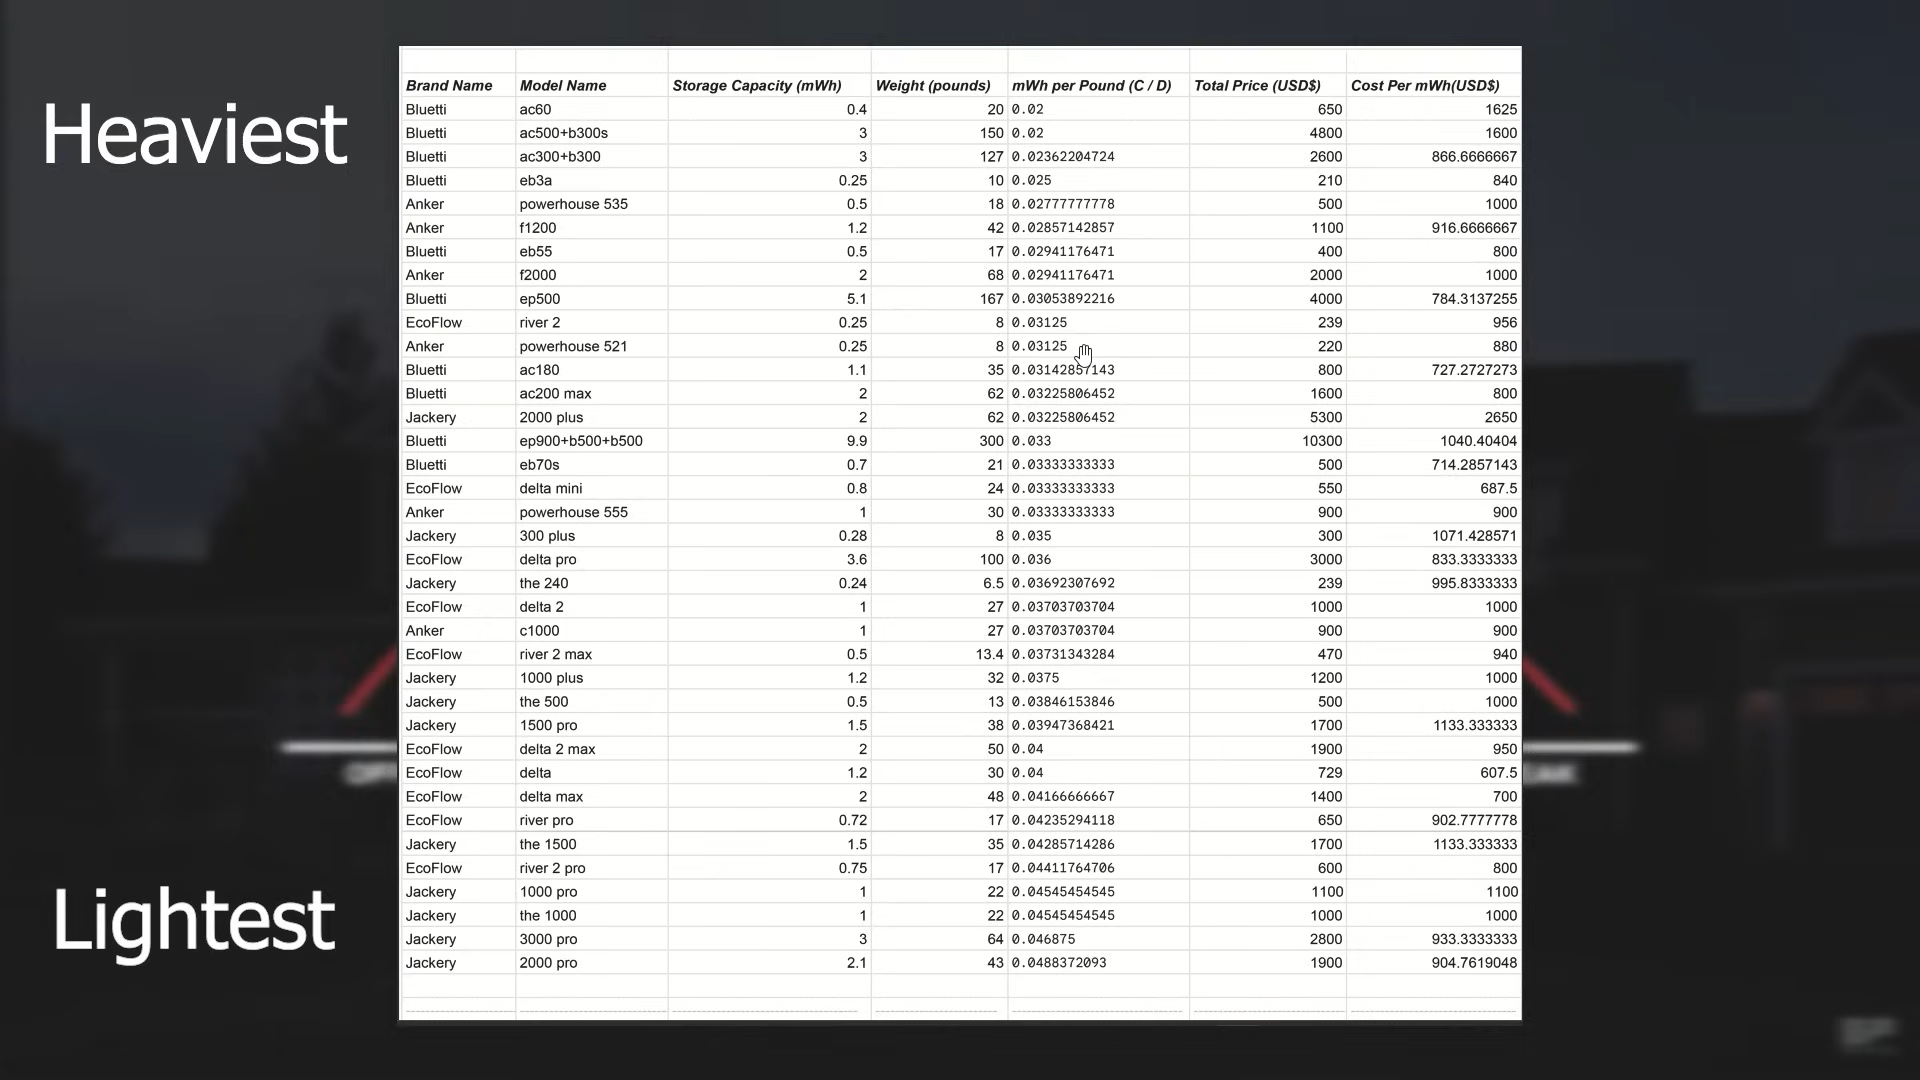 Heaviest
Brand Name Model Name Storage Capacity (mWh) Weight (pounds) mWh per Pound (C / D) Total Price (USD$) Cost Per mWh(USD$)
Bluetti ac60 0.4 20 0.02 650 1625
Bluetti ac500+b300s 3 150 0.02 4800 1600
Bluetti ac300+b300 3 127 0.02362204724 2600 866.6666667
Bluetti eb3a 0.25 10 0.025 210 840
Anker powerhouse 535 0.5 18 0.02777777778 500 1000
Anker f1200 1.2 42 0.02857142857 1100 916.6666667
Bluetti eb55 0.5 17 0.02941176471 400 800
Anker f2000 2 68 0.02941176471 2000 1000
Bluetti ep500 5.1 167 0.03053892216 4000 784.3137255
EcoFlow river 2 0.25 8 0.03125 239 956
Anker powerhouse 521 0.25 8 0.03125 220 880
Bluetti ac180 1.1 35 0.03142857143 800 727.2727273
Bluetti ac200 max 2 62 0.03225806452 1600 800
Jackery 2000 plus 2 62 0.03225806452 5300 2650
Bluetti ep900+b500+b500 9.9 300 0.033 10300 1040.40404
Bluetti eb70s 0.7 21 0.03333333333 500 714.2857143
EcoFlow delta mini 0.8 24 0.03333333333 550 687.5
Anker powerhouse 555 1 30 0.03333333333 900 900
Jackery 300 plus 0.28 8 0.035 300 1071.428571
EcoFlow delta pro 3.6 100 0.036 3000 833.3333333
Jackery the 240 0.24 6.5 0.03692307692 239 995.8333333
EcoFlow delta 2 1 27 0.03703703704 1000 1000
Anker c1000 1 27 0.03703703704 900 900
EcoFlow river 2 max 0.5 13.4 0.03731343284 470 940
Jackery 1000 plus 1.2 32 0.0375 1200 1000
Jackery the 500 0.5 13 0.03846153846 500 1000
Jackery 1500 pro 1.5 38 0.03947368421 1700 1133.333333
EcoFlow delta 2 max 2 50 0.04 1900 950
EcoFlow delta 1.2 30 0.04 729 607.5
EcoFlow delta max 2 48 0.04166666667 1400 700
EcoFlow river pro 0.72 17 0.04235294118 650 902.7777778
Jackery the 1500 1.5 35 0.04285714286 1700 1133.333333
EcoFlow river 2 pro 0.75 17 0.04411764706 600 800
Jackery 1000 pro 1 22 0.04545454545 1100 1100
Jackery the 1000 1 22 0.04545454545 1000 1000
Jackery 3000 pro 3 64 0.046875 2800 933.3333333
Jackery 2000 pro 2.1 43 0.0488372093 1900 904.7619048
Lightest